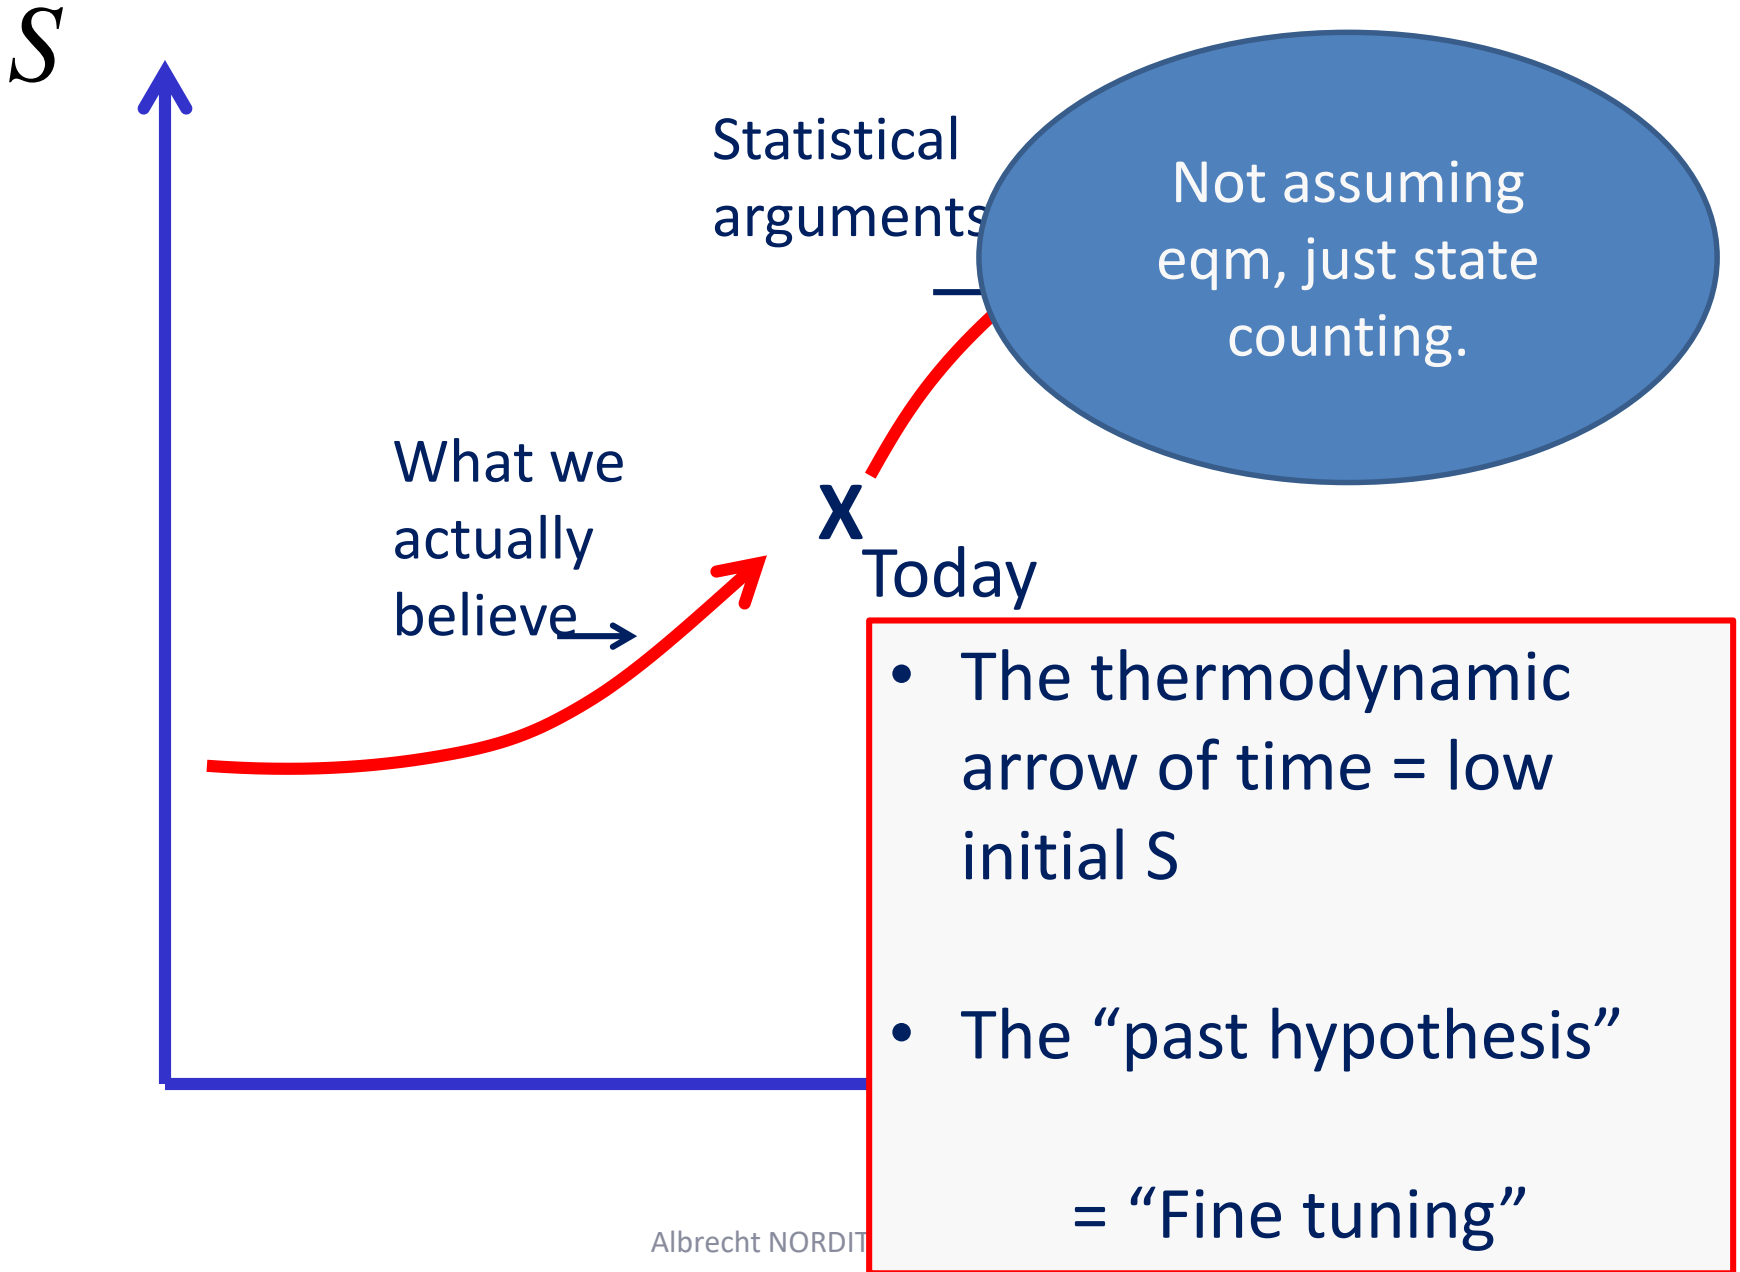 S
Statistical
arguments
Not assuming
eqm, just state
counting.
What we
actually
believe
X
Today
• The thermodynamic
arrow of time = low
initial S
• The “past hypothesis”
= “Fine tuning”
Albrecht NORDIT